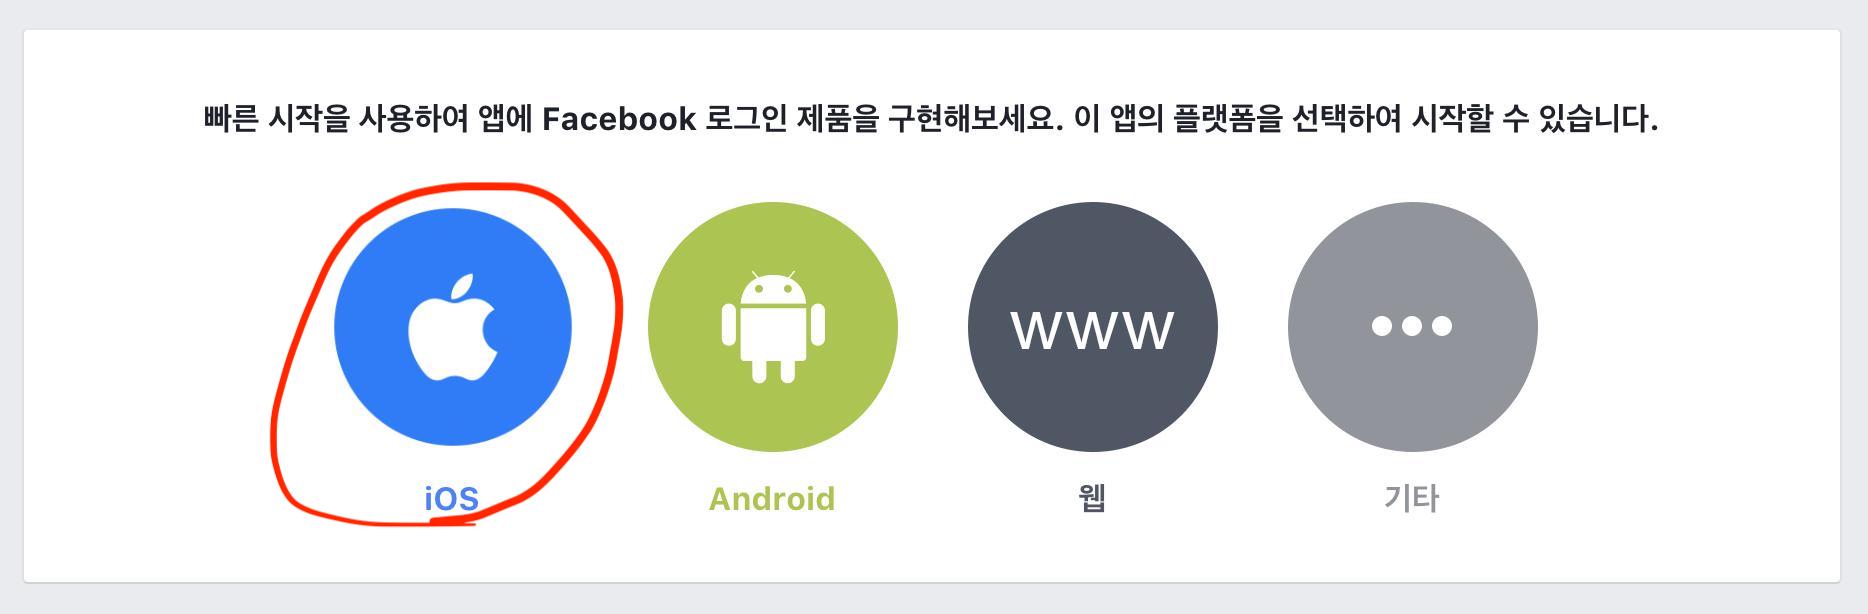 빠른 시작을 사용하여 앱에 Facebook 로그인 제품을 구현해보세요. 이 앱의 플랫폼을 선택하여 시작할 수 있습니다.
www
iOS Android 웹 기타